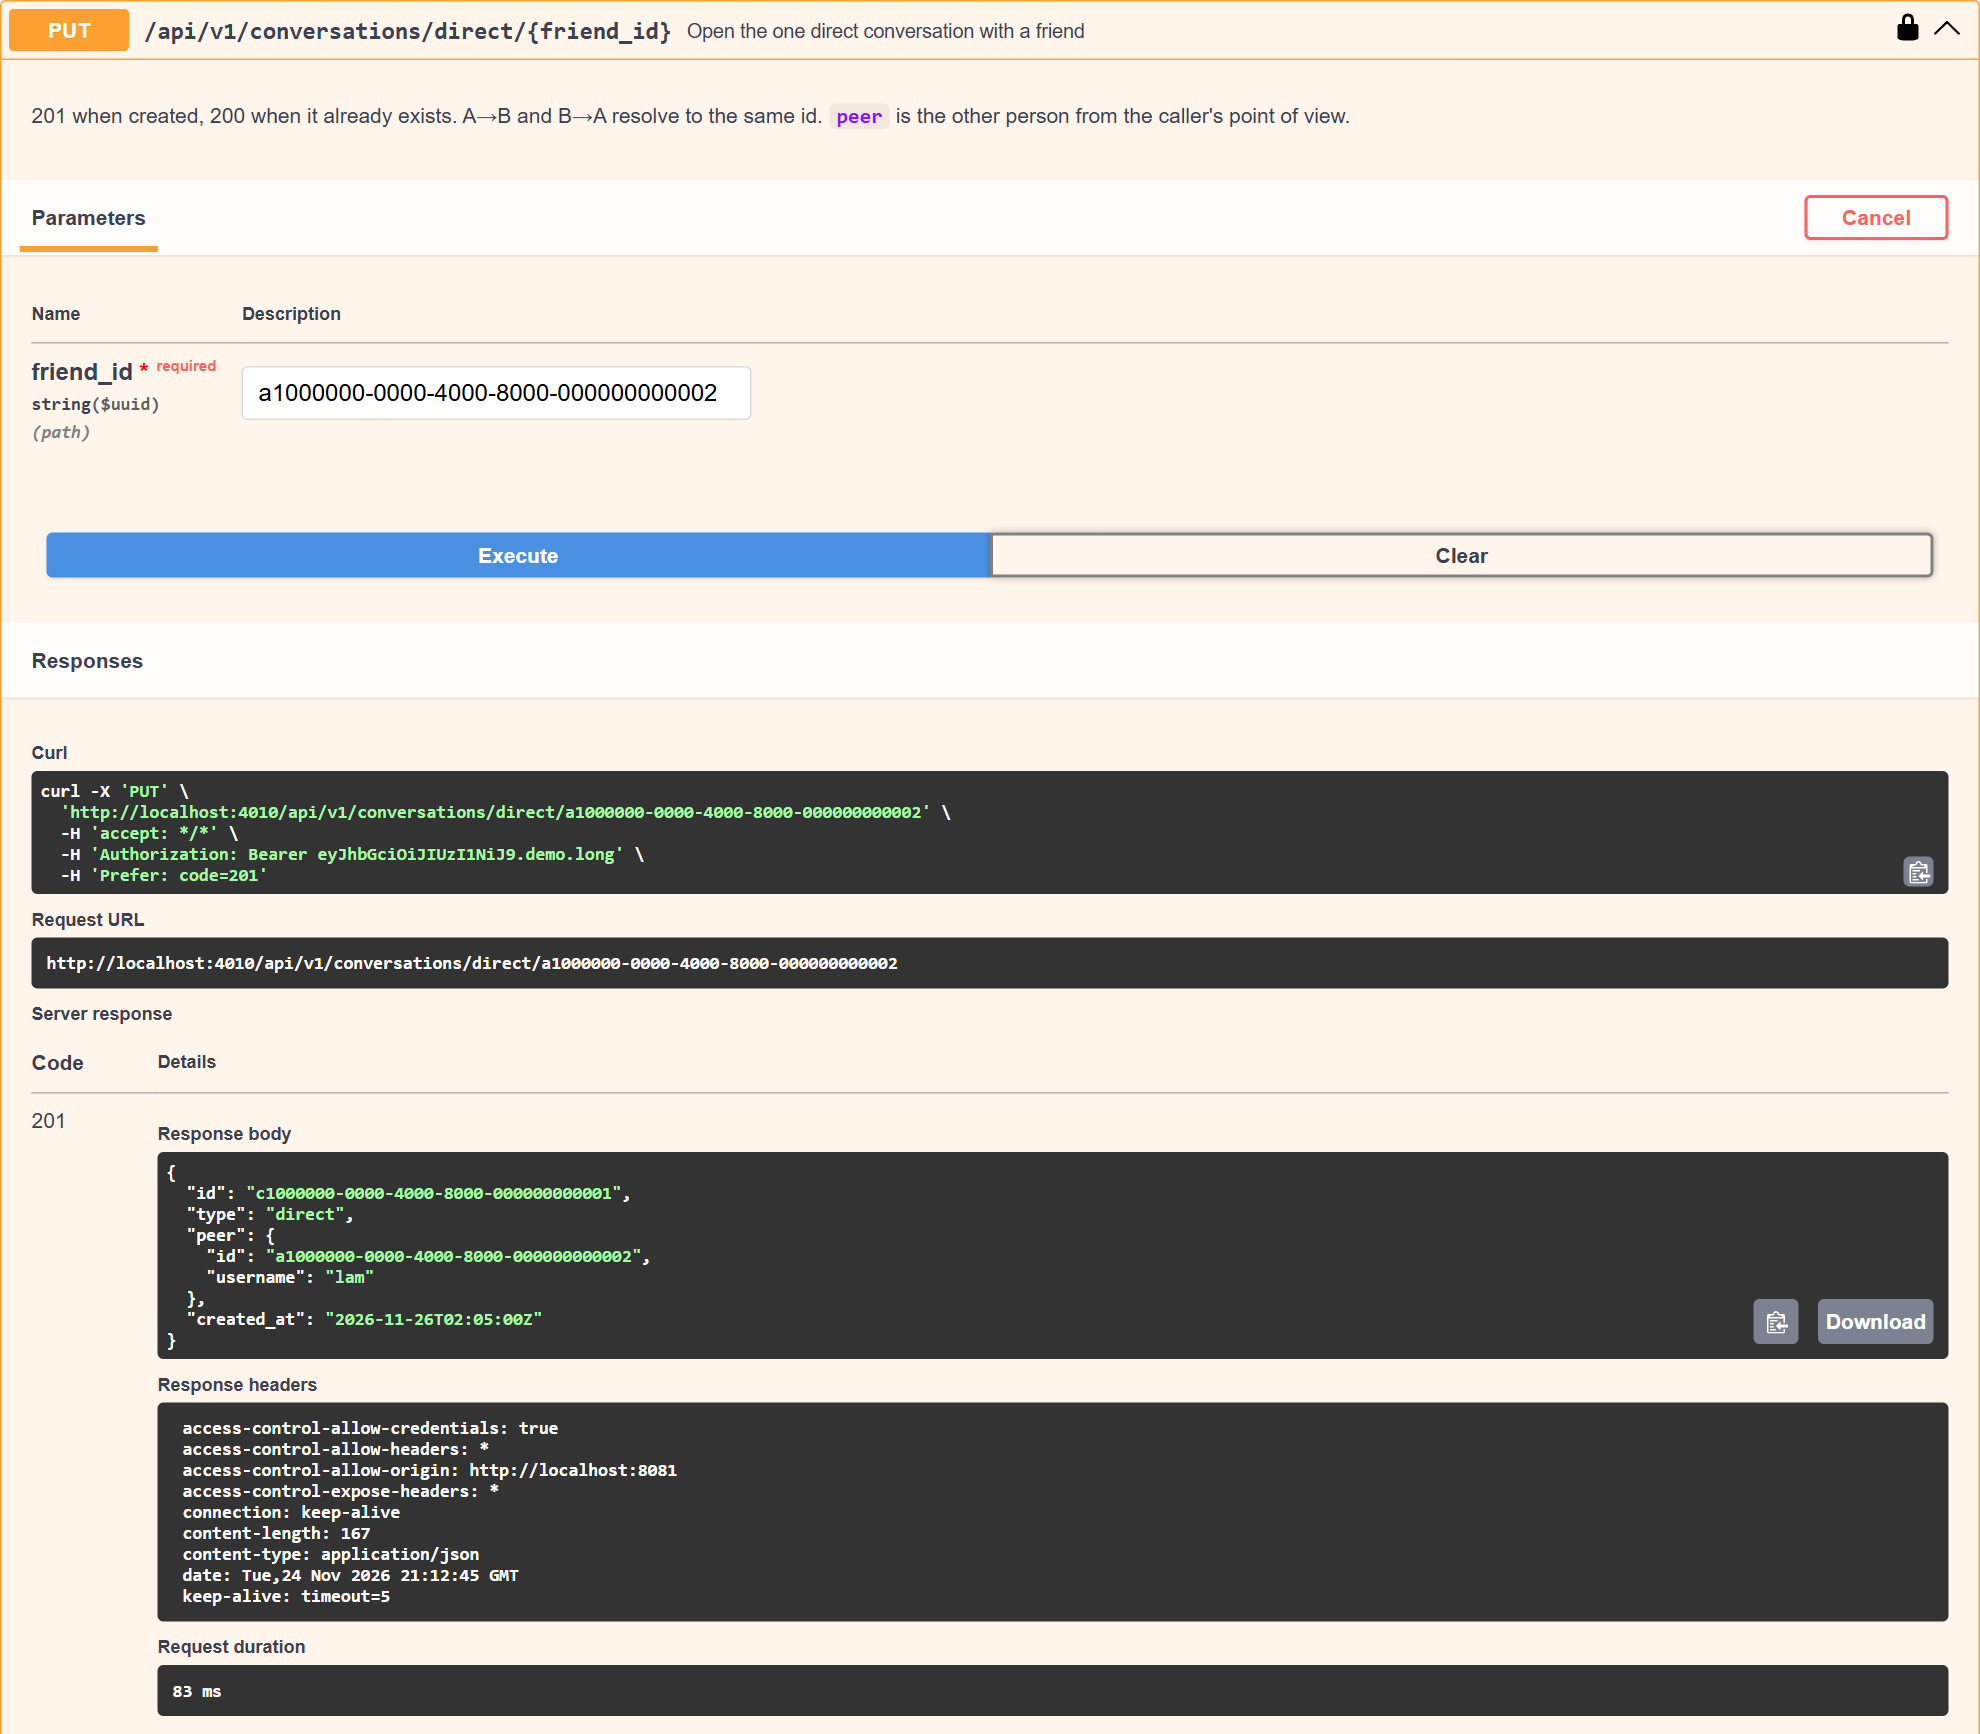 PUT /api/v1/conversations/direct/{friend_id} Open the one direct conversation with a friend
201 when created, 200 when it already exists. A→B and B→A resolve to the same id. peer is the other person from the caller's point of view.
Parameters
Cancel
Name Description
friend_id * required
string($uuid)
(path)
a1000000-0000-4000-8000-000000000002
Execute
Clear
Responses
Curl
curl -X 'PUT' \
  'http://localhost:4010/api/v1/conversations/direct/a1000000-0000-4000-8000-000000000002' \
  -H 'accept: */*' \
  -H 'Authorization: Bearer eyJhbGciOiJIUzI1NiJ9.demo.long' \
  -H 'Prefer: code=201'
Request URL
http://localhost:4010/api/v1/conversations/direct/a1000000-0000-4000-8000-000000000002
Server response
Code Details
201
Response body
{
  "id": "c1000000-0000-4000-8000-000000000001",
  "type": "direct",
  "peer": {
    "id": "a1000000-0000-4000-8000-000000000002",
    "username": "lam"
  },
  "created_at": "2026-11-26T02:05:00Z"
}
Download
Response headers
access-control-allow-credentials: true
access-control-allow-headers: *
access-control-allow-origin: http://localhost:8081
access-control-expose-headers: *
connection: keep-alive
content-length: 167
content-type: application/json
date: Tue,24 Nov 2026 21:12:45 GMT
keep-alive: timeout=5
Request duration
83 ms